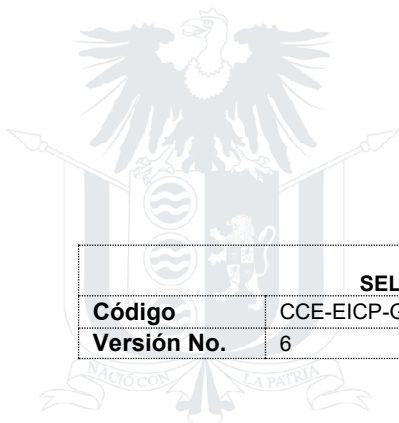 SEL
Código CCE-EICP-G
Versión No. 6
NACIÓ CON LA PATRIA